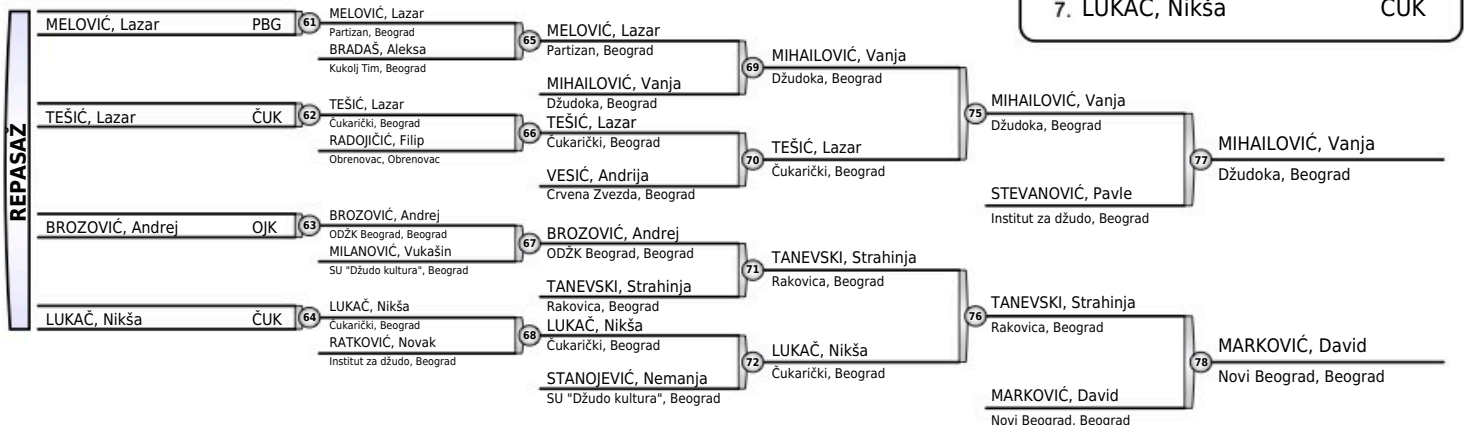 7. LUKAČ, Nikša ČUK
REPASAŽ
MELOVIĆ, Lazar PBG
TEŠIĆ, Lazar ČUK
BROZOVIĆ, Andrej OJK
LUKAČ, Nikša ČUK
61
62
63
64
MELOVIĆ, Lazar
Partizan, Beograd
BRADAŠ, Aleksa
Kukolj Tim, Beograd
TEŠIĆ, Lazar
Čukarički, Beograd
RADOJIČIĆ, Filip
Obrenovac, Obrenovac
BROZOVIĆ, Andrej
ODŽK Beograd, Beograd
MILANOVIĆ, Vukašin
SU "Džudo kultura", Beograd
LUKAČ, Nikša
Čukarički, Beograd
RATKOVIĆ, Novak
Institut za džudo, Beograd
65
66
67
68
MELOVIĆ, Lazar
Partizan, Beograd
MIHAILOVIĆ, Vanja
Džudoka, Beograd
TEŠIĆ, Lazar
Čukarički, Beograd
VESIĆ, Andrija
Crvena Zvezda, Beograd
BROZOVIĆ, Andrej
ODŽK Beograd, Beograd
TANEVSKI, Strahinja
Rakovica, Beograd
LUKAČ, Nikša
Čukarički, Beograd
STANOJEVIĆ, Nemanja
SU "Džudo kultura", Beograd
69
70
71
72
MIHAILOVIĆ, Vanja
Džudoka, Beograd
TEŠIĆ, Lazar
Čukarički, Beograd
TANEVSKI, Strahinja
Rakovica, Beograd
LUKAČ, Nikša
Čukarički, Beograd
75
76
MIHAILOVIĆ, Vanja
Džudoka, Beograd
STEVANOVIĆ, Pavle
Institut za džudo, Beograd
TANEVSKI, Strahinja
Rakovica, Beograd
MARKOVIĆ, David
Novi Beograd, Beograd
77
78
MIHAILOVIĆ, Vanja
Džudoka, Beograd
MARKOVIĆ, David
Novi Beograd, Beograd